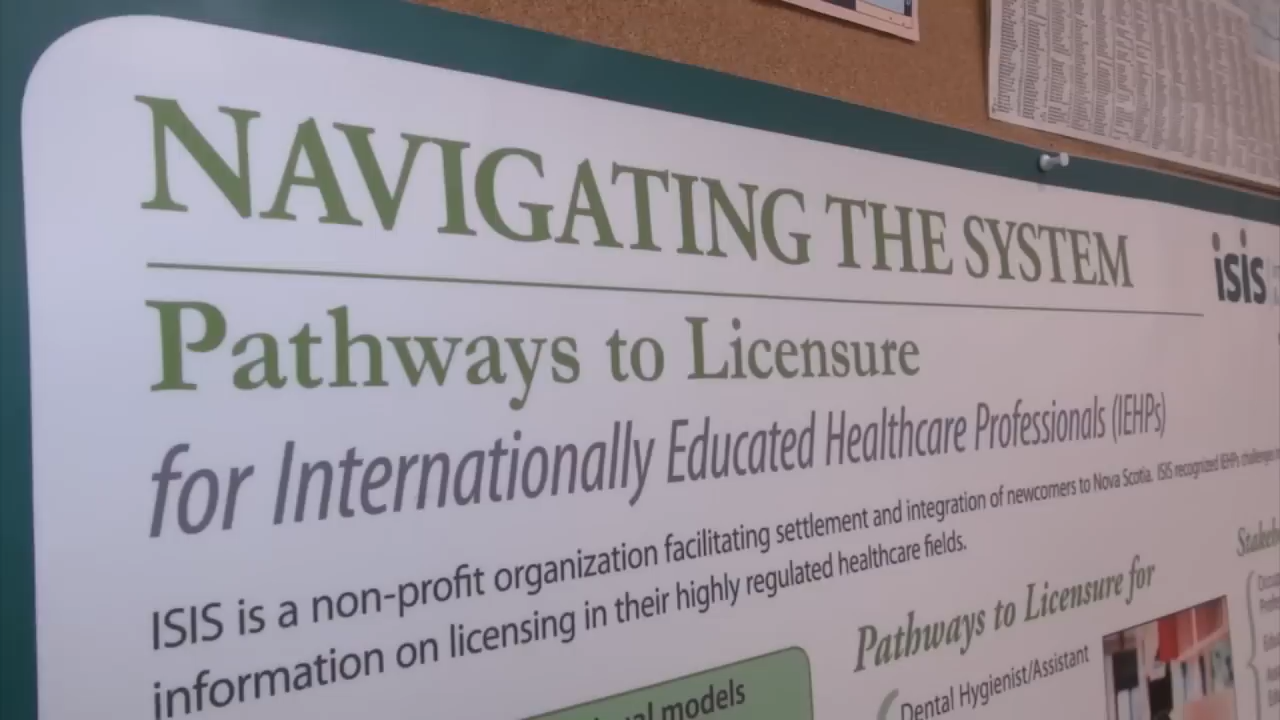 NAVIGATING THE SYSTEM
isis
Pathways to Licensure
for Internationally Educated Healthcare Professionals (IEHPs)
ISIS is a non-profit organization facilitating settlement and integration of newcomers to Nova Scotia. ISIS recognized IEHPs challenges
information on licensing in their highly regulated healthcare fields.
Pathways to Licensure for
Dental Hygienist/Assistant
models